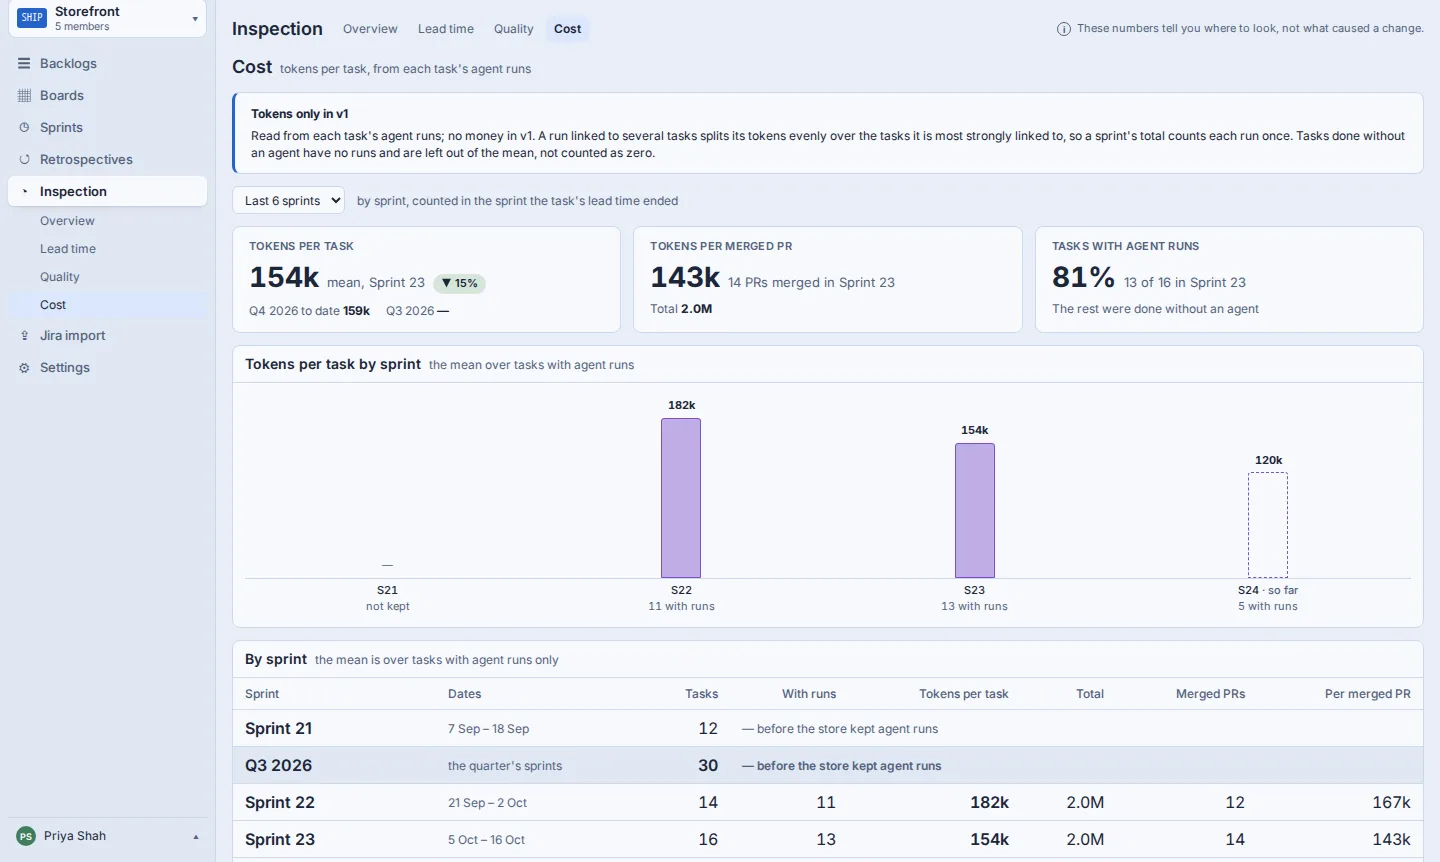 SHIP
Storefront
5 members
Backlogs
Boards
Sprints
Retrospectives
Inspection
Overview
Lead time
Quality
Cost
Jira import
Settings
PS
Priya Shah
Inspection
Overview
Lead time
Quality
Cost
These numbers tell you where to look, not what caused a change.
Cost tokens per task, from each task's agent runs
Tokens only in v1
Read from each task's agent runs; no money in v1. A run linked to several tasks splits its tokens evenly over the tasks it is most strongly linked to, so a sprint's total counts each run once. Tasks done without
an agent have no runs and are left out of the mean, not counted as zero.
Last 6 sprints by sprint, counted in the sprint the task's lead time ended
TOKENS PER TASK
154k mean, Sprint 23 ▼ 15%
Q4 2026 to date 159k Q3 2026 —
TOKENS PER MERGED PR
143k 14 PRs merged in Sprint 23
Total 2.0M
TASKS WITH AGENT RUNS
81% 13 of 16 in Sprint 23
The rest were done without an agent
Tokens per task by sprint the mean over tasks with agent runs
—
S21
not kept
182k
S22
11 with runs
154k
S23
13 with runs
120k
S24 · so far
5 with runs
By sprint the mean is over tasks with agent runs only
Sprint Dates Tasks With runs Tokens per task Total Merged PRs Per merged PR
Sprint 21 7 Sep – 18 Sep 12 — before the store kept agent runs
Q3 2026 the quarter's sprints 30 — before the store kept agent runs
Sprint 22 21 Sep – 2 Oct 14 11 182k 2.0M 12 167k
Sprint 23 5 Oct – 16 Oct 16 13 154k 2.0M 14 143k